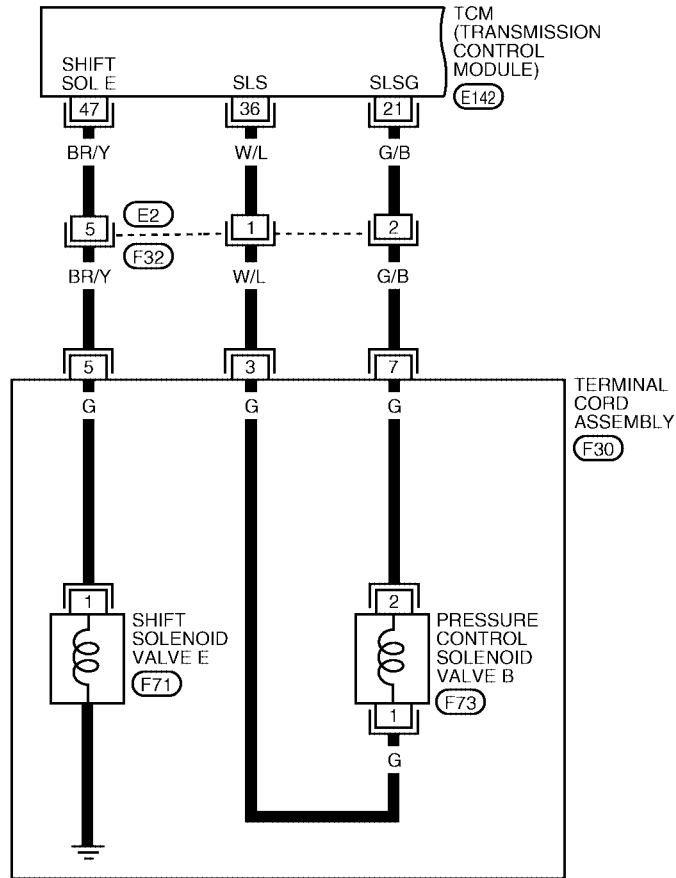 TCM
(TRANSMISSION
CONTROL
MODULE)
E142
SHIFT
SOL E
SLS
SLSG
47
36
21
BR/Y
W/L
G/B
5
E2
1
2
F32
BR/Y
W/L
G/B
5
3
7
TERMINAL
CORD
ASSEMBLY
F30
G
G
G
1
SHIFT
SOLENOID
VALVE E
F71
2
PRESSURE
CONTROL
SOLENOID
VALVE B
F73
1
G